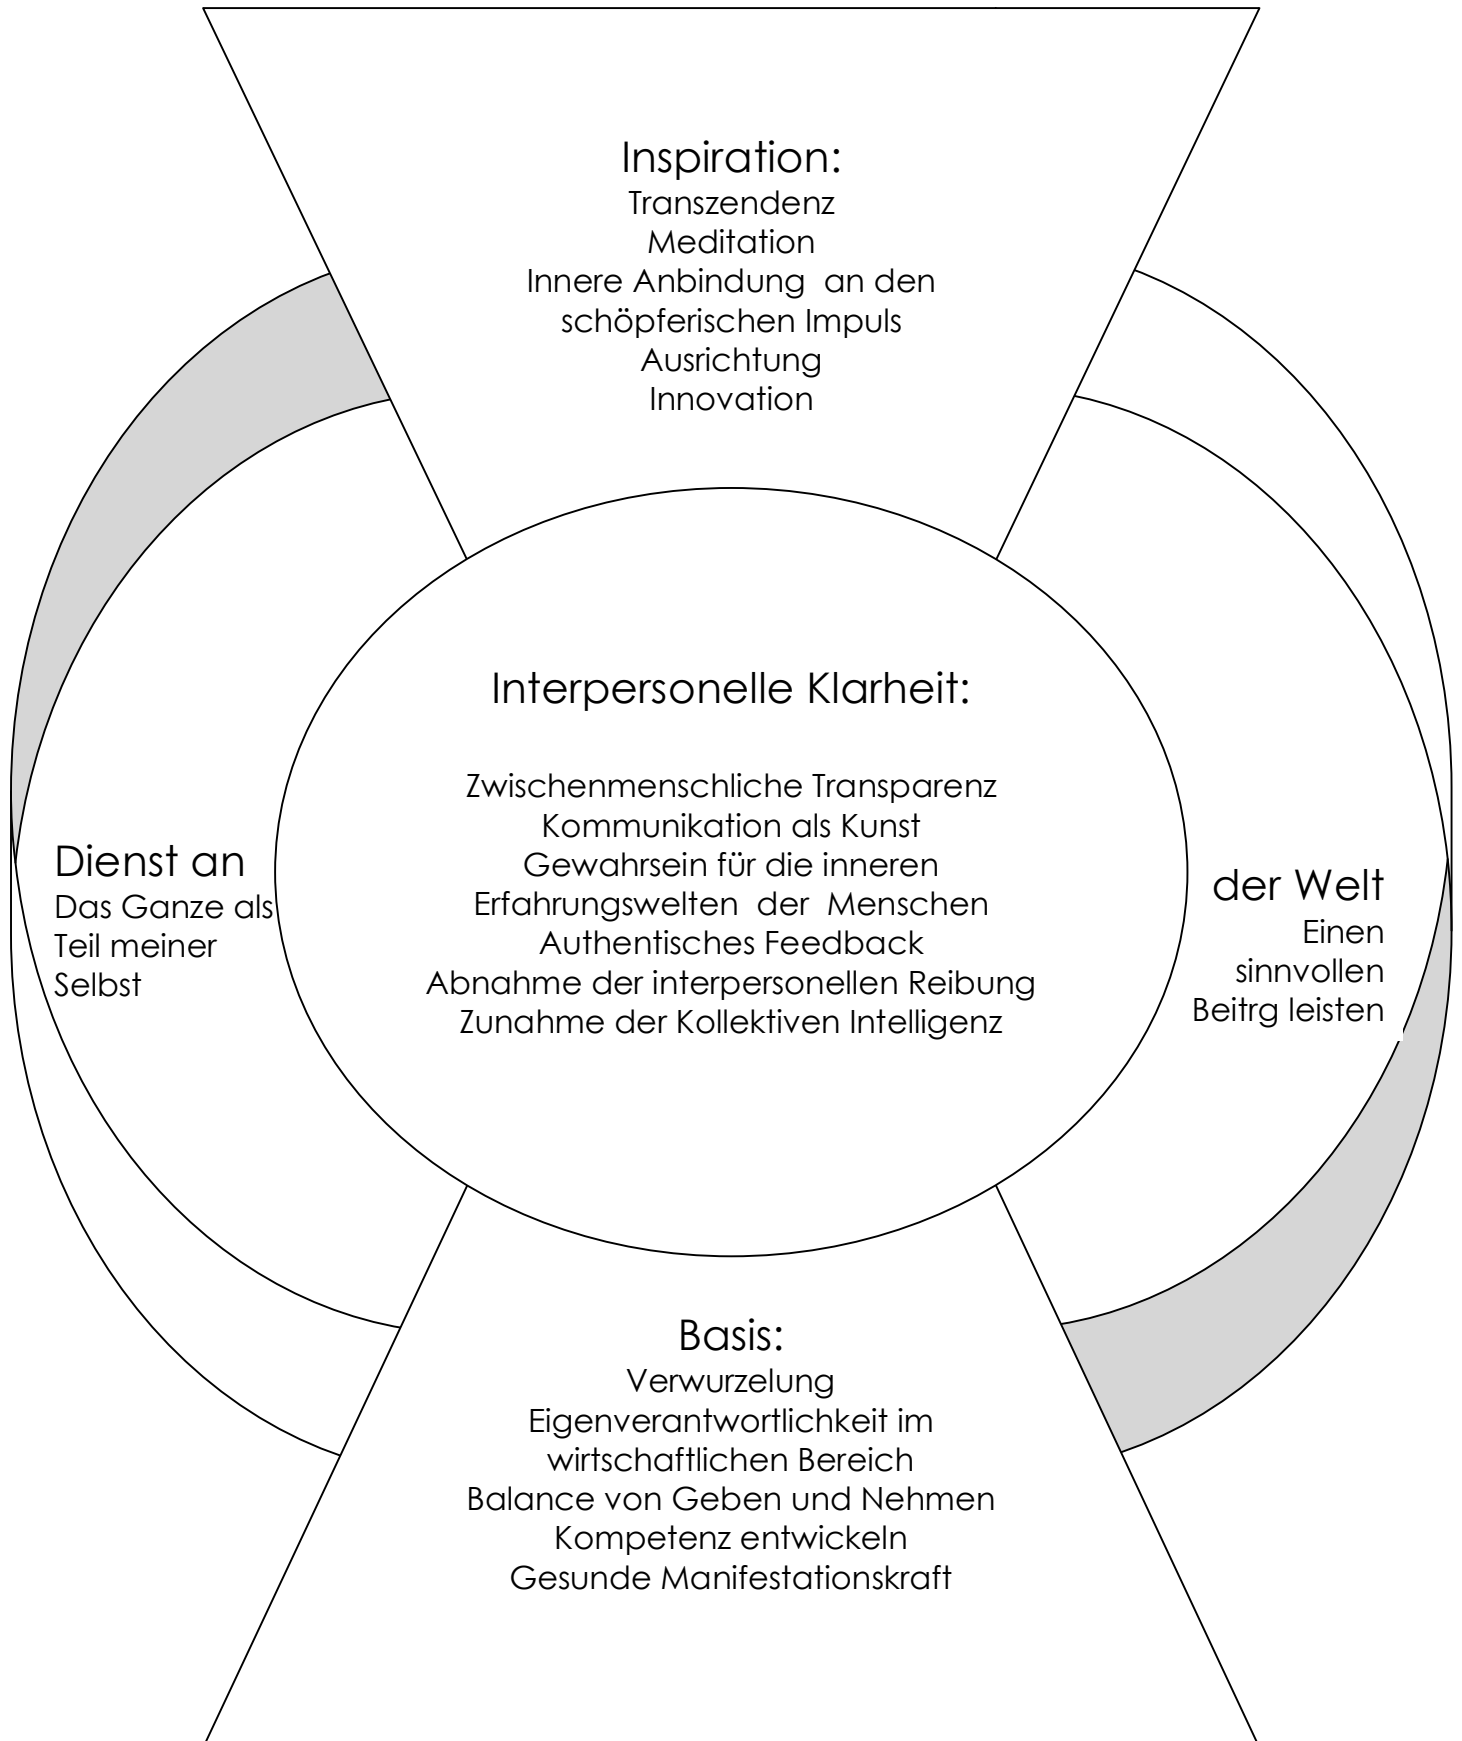 Inspiration:
Transzendenz
Meditation
Innere Anbindung  an den
schöpferischen Impuls
Ausrichtung
Innovation
Interpersonelle Klarheit:
Zwischenmenschliche Transparenz
Kommunikation als Kunst
Gewahrsein für die inneren
Erfahrungswelten  der  Menschen
Authentisches Feedback
Abnahme der interpersonellen Reibung
Zunahme der Kollektiven Intelligenz
Dienst an
Das Ganze als
Teil meiner
Selbst
der Welt
Einen
sinnvollen
Beitrg leisten
Basis:
Verwurzelung
Eigenverantwortlichkeit im
wirtschaftlichen Bereich
Balance von Geben und Nehmen
Kompetenz entwickeln
Gesunde Manifestationskraft